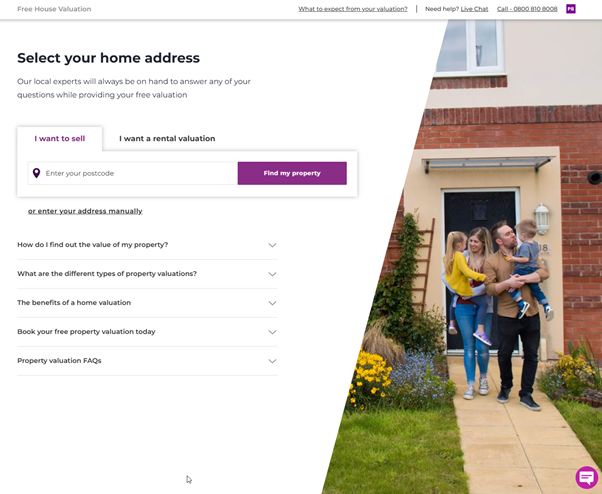 Free House Valuation
What to expect from your valuation?
Need help? Live Chat
Call - 0800 810 8008
PB
Select your home address
Our local experts will always be on hand to answer any of your
questions while providing your free valuation
I want to sell
I want a rental valuation
Enter your postcode
Find my property
or enter your address manually
How do I find out the value of my property?
What are the different types of property valuations?
The benefits of a home valuation
Book your free property valuation today
Property valuation FAQs
18